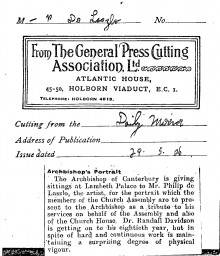 M - P De Laszlo No.
From The General Press Cutting
Association, Ltd
ATLANTIC HOUSE,
45-50, HOLBORN VIADUCT, E.C. 1.
TELEPHONE: HOLBORN 4813.
Cutting from the Daily Mirror
Address of Publication
Issue dated 29. 5. 26
Archbishop's Portrait
The Archbishop of Canterbury is giving
sittings at Lambeth Palace to Mr. Philip de
Laszlo, the artist, for the portrait which the
members of the Church Assembly are to pre-
sent to the Archbishop as a tribute to his
services on behalf of the Assembly and also
of the Church House. Dr. Randall Davidson
is getting on to his eightieth year, but in
spite of hard and continuous work is main-
taining a surprising degree of physical
vigour.